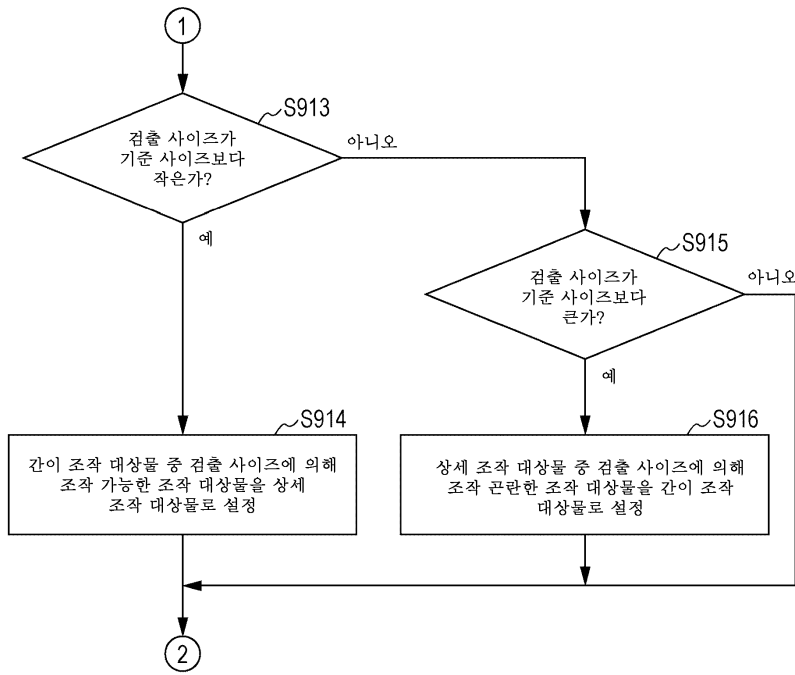 1
S913
검출 사이즈가
기준 사이즈보다
작은가?
아니오
예
S915
검출 사이즈가
기준 사이즈보다
큰가?
아니오
예
S914
간이 조작 대상물 중 검출 사이즈에 의해
조작 가능한 조작 대상물을 상세
조작 대상물로 설정
S916
상세 조작 대상물 중 검출 사이즈에 의해
조작 곤란한 조작 대상물을 간이 조작
대상물로 설정
2